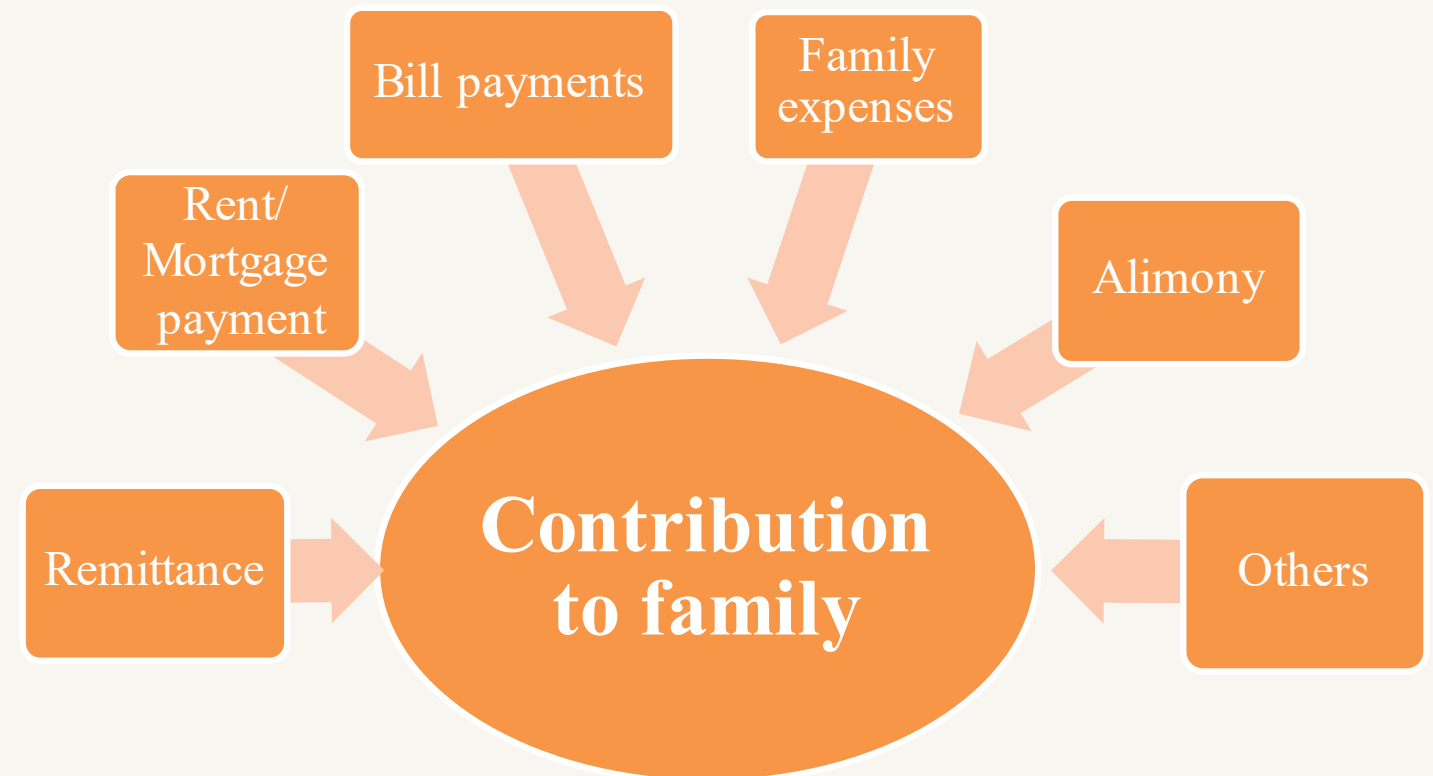 Bill payments
Family
expenses
Rent/
Mortgage
payment
Alimony
Remittance
Contribution
to family
Others